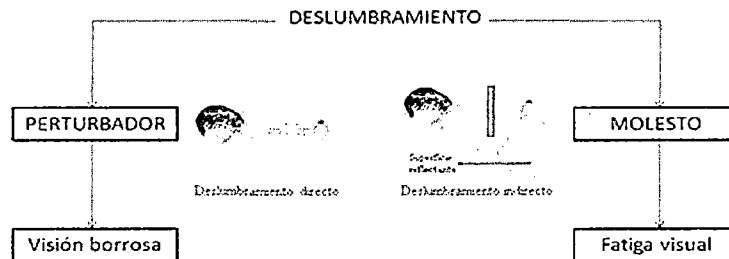 DESLUMBRAMIENTO
PERTURBADOR
MOLESTO
Superficie
reflectante
Deslumbramiento directo
Deslumbramiento indirecto
Visión borrosa
Fatiga visual